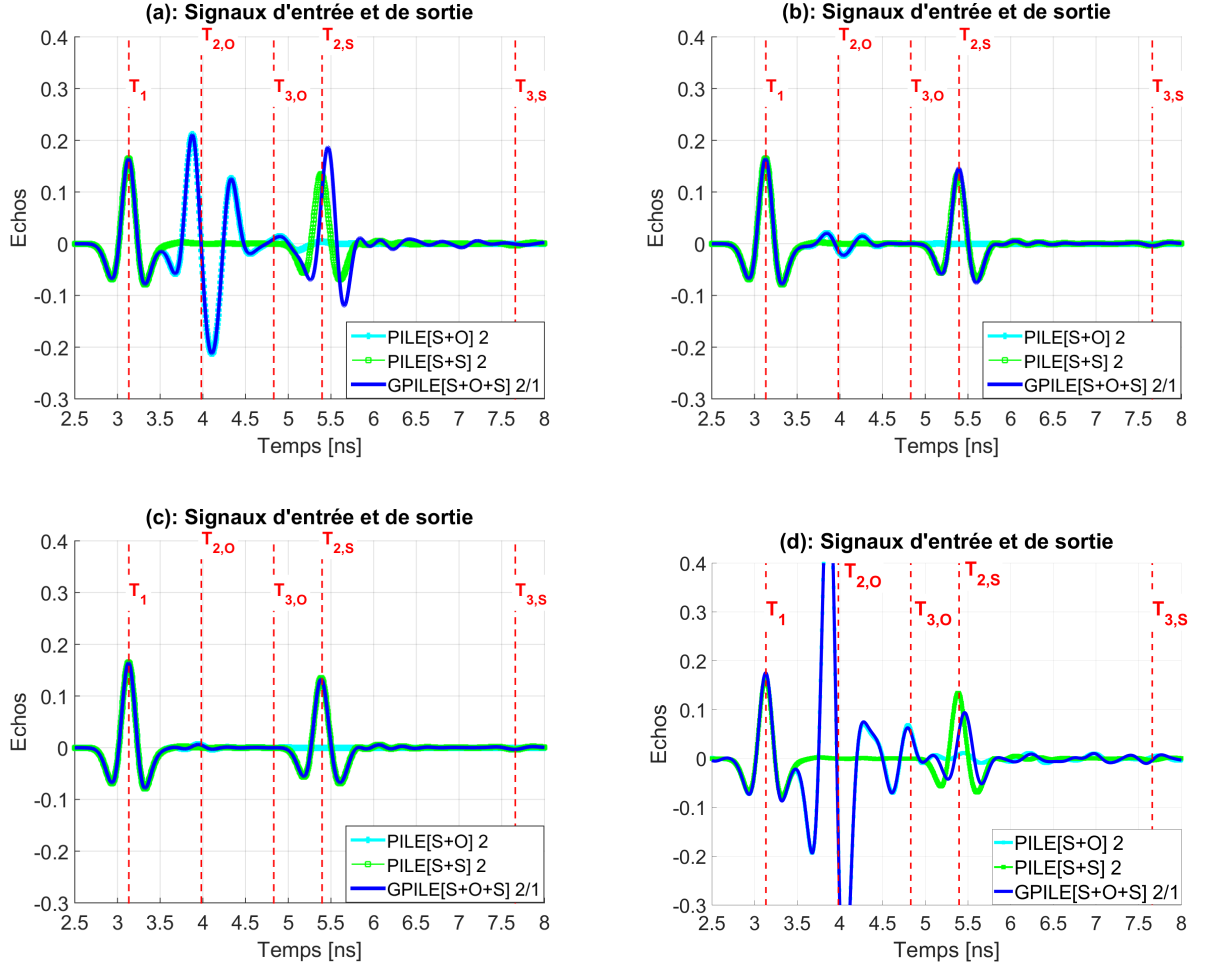 (a): Signaux d'entrée et de sortie
T2,O
T2,S
T1
T3,O
T3,S
0.4
0.3
0.2
0.1
0
-0.1
-0.2
-0.3
Echos
PILE[S+O] 2
PILE[S+S] 2
GPILE[S+O+S] 2/1
2.5 3 3.5 4 4.5 5 5.5 6 6.5 7 7.5 8
Temps [ns]
(b): Signaux d'entrée et de sortie
T2,O
T2,S
T1
T3,O
T3,S
0.4
0.3
0.2
0.1
0
-0.1
-0.2
-0.3
Echos
PILE[S+O] 2
PILE[S+S] 2
GPILE[S+O+S] 2/1
2.5 3 3.5 4 4.5 5 5.5 6 6.5 7 7.5 8
Temps [ns]
(c): Signaux d'entrée et de sortie
T2,O
T2,S
T1
T3,O
T3,S
0.4
0.3
0.2
0.1
0
-0.1
-0.2
-0.3
Echos
PILE[S+O] 2
PILE[S+S] 2
GPILE[S+O+S] 2/1
2.5 3 3.5 4 4.5 5 5.5 6 6.5 7 7.5 8
Temps [ns]
(d): Signaux d'entrée et de sortie
T2,O
T2,S
T1
T3,O
T3,S
0.4
0.3
0.2
0.1
0
-0.1
-0.2
-0.3
Echos
PILE[S+O] 2
PILE[S+S] 2
GPILE[S+O+S] 2/1
2.5 3 3.5 4 4.5 5 5.5 6 6.5 7 7.5 8
Temps [ns]